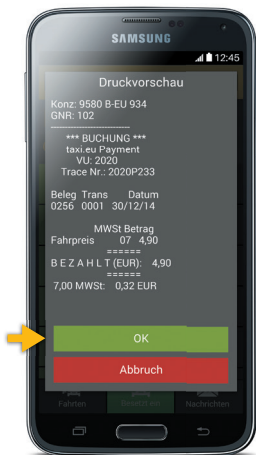 SAMSUNG
12:45
Druckvorschau
Konz: 9580 B-EU 934
GNR: 102
--------------------
*** BUCHUNG ***
taxi.eu Payment
VU: 2020
Trace Nr.: 2020P233
Beleg Trans Datum
0256 0001 30/12/14
MWSt Betrag
Fahrpreis 07 4,90
======
B E Z A H L T (EUR): 4,90
======
7,00 MWSt: 0,32 EUR
OK
Abbruch
Fahrten Besetzt ein Nachrichten